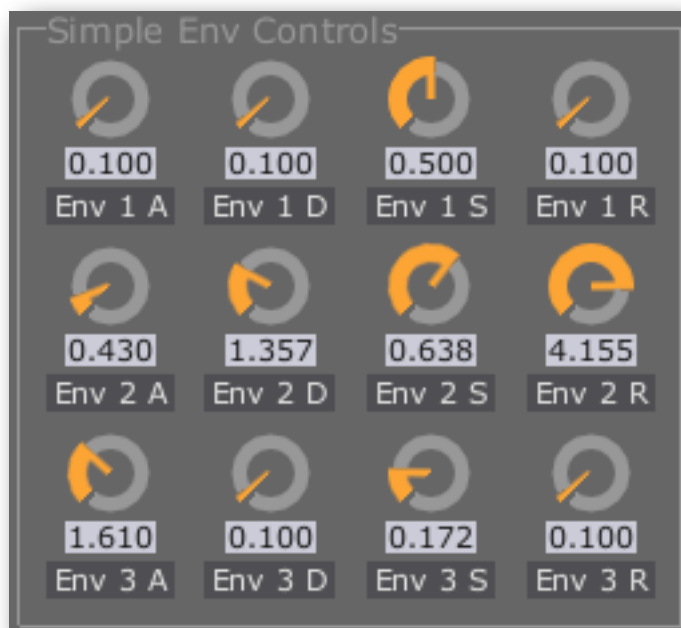 Simple Env Controls
0.100 0.100 0.500 0.100
Env 1 A Env 1 D Env 1 S Env 1 R
0.430 1.357 0.638 4.155
Env 2 A Env 2 D Env 2 S Env 2 R
1.610 0.100 0.172 0.100
Env 3 A Env 3 D Env 3 S Env 3 R